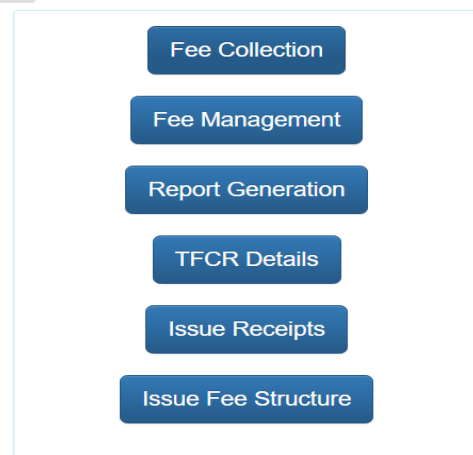 Fee Collection
Fee Management
Report Generation
TFCR Details
Issue Receipts
Issue Fee Structure